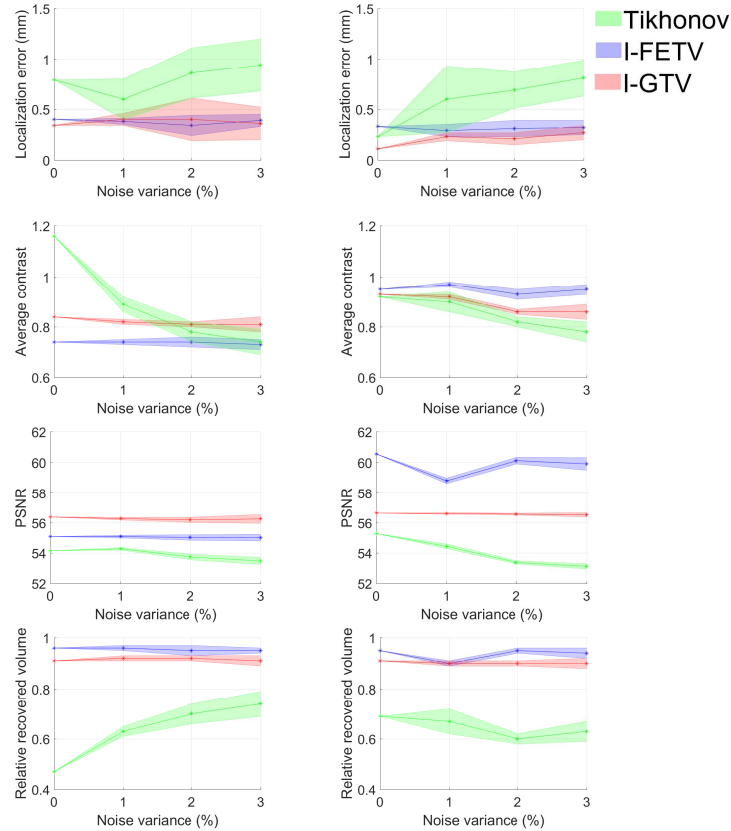 Tikhonov
I-FETV
I-GTV
Localization error (mm)
1.5
1
0.5
0
0 1 2 3
Noise variance (%)
Localization error (mm)
1.5
1
0.5
0
0 1 2 3
Noise variance (%)
Average contrast
1.2
1
0.8
0.6
0 1 2 3
Noise variance (%)
Average contrast
1.2
1
0.8
0.6
0 1 2 3
Noise variance (%)
PSNR
62
60
58
56
54
52
0 1 2 3
Noise variance (%)
PSNR
62
60
58
56
54
52
0 1 2 3
Noise variance (%)
Relative recovered volume
1
0.8
0.6
0.4
0 1 2 3
Noise variance (%)
Relative recovered volume
1
0.8
0.6
0.4
0 1 2 3
Noise variance (%)